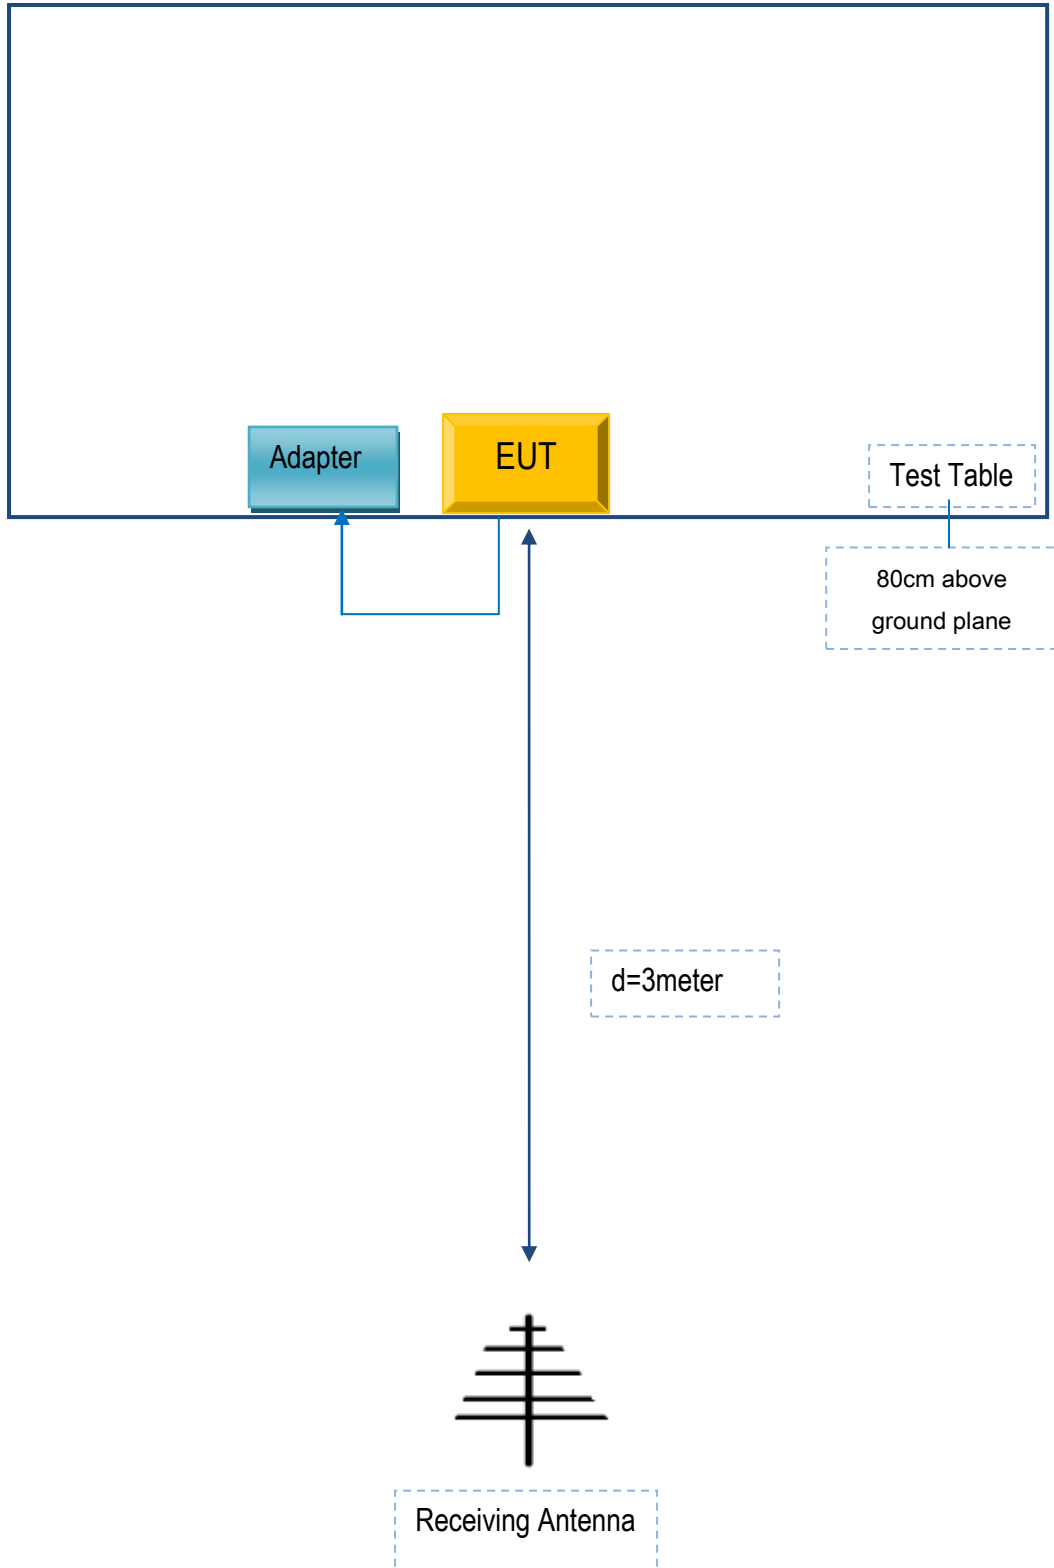 Adapter
EUT
Test Table
80cm above
ground plane
d=3meter
Receiving Antenna